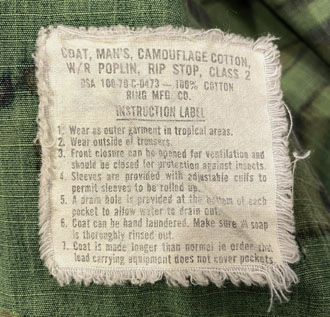 COAT, MAN'S, CAMOUFLAGE COTTON,
W/R POPLIN, RIP STOP, CLASS 2
DSA 100-70-C-0473 — 100% COTTON
RING MFG. CO.
INSTRUCTION LABEL
1. Wear as outer garment in tropical areas.
2. Wear outside of trousers.
3. Front closure can be opened for ventilation and
should be closed for protection against insects.
4. Sleeves are provided with adjustable cuffs to
permit sleeves to be rolled up.
5. A drain hole is provided at the bottom of each
pocket to allow water to drain out.
6. Coat can be hand laundered. Make sure all soap
is thoroughly rinsed out.
7. Coat is made longer than normal in order the
load carrying equipment does not cover pockets